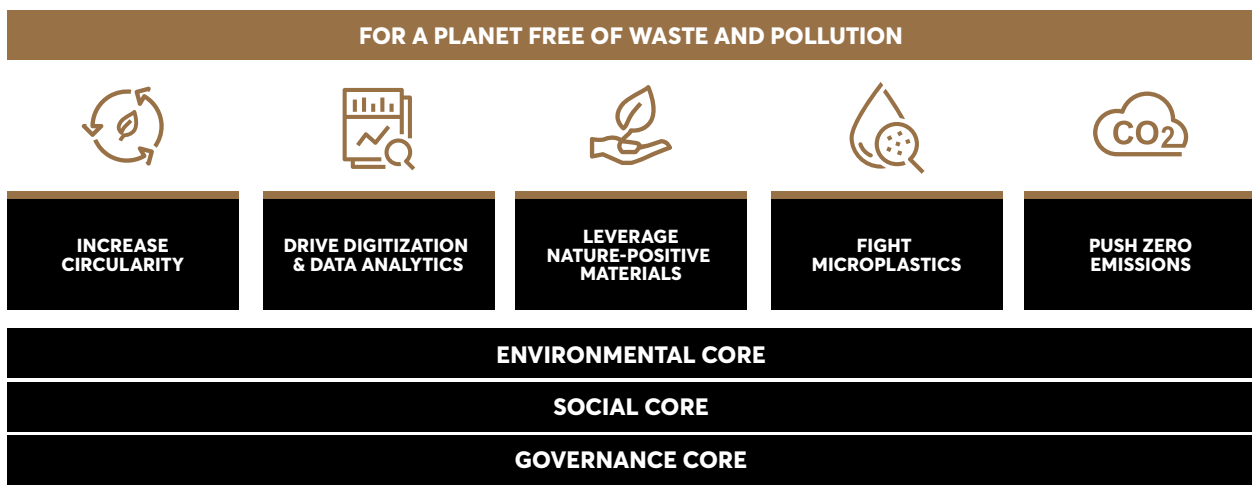 FOR A PLANET FREE OF WASTE AND POLLUTION
CO2
INCREASE
CIRCULARITY
DRIVE DIGITIZATION
& DATA ANALYTICS
LEVERAGE
NATURE-POSITIVE
MATERIALS
FIGHT
MICROPLASTICS
PUSH ZERO
EMISSIONS
ENVIRONMENTAL CORE
SOCIAL CORE
GOVERNANCE CORE